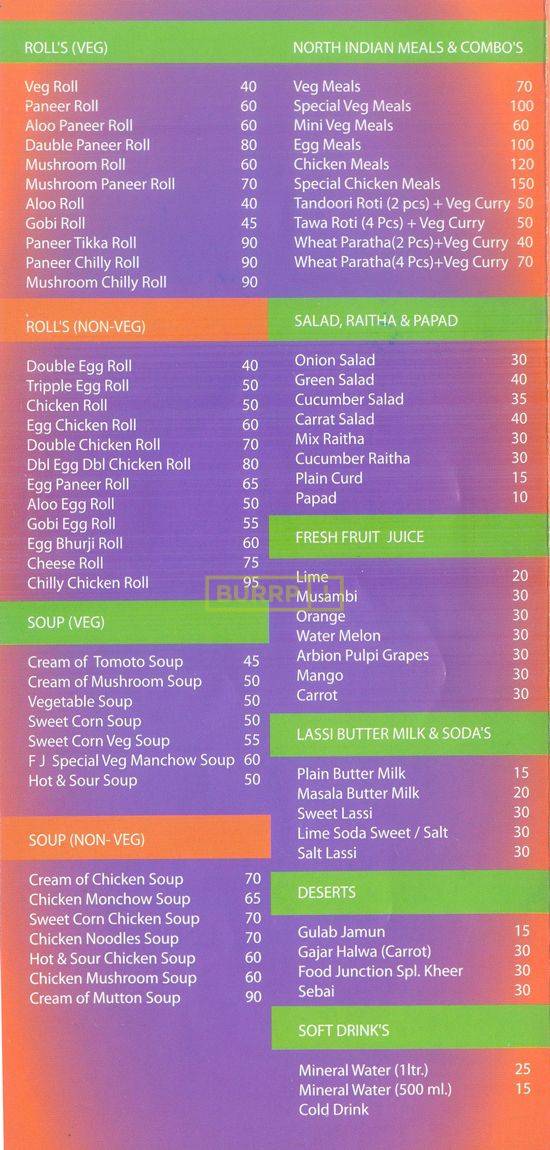 ROLL'S (VEG)
Veg Roll 40
Paneer Roll 60
Aloo Paneer Roll 60
Dauble Paneer Roll 80
Mushroom Roll 60
Mushroom Paneer Roll 70
Aloo Roll 40
Gobi Roll 45
Paneer Tikka Roll 90
Paneer Chilly Roll 90
Mushroom Chilly Roll 90
ROLL'S (NON-VEG)
Double Egg Roll 40
Tripple Egg Roll 50
Chicken Roll 50
Egg Chicken Roll 60
Double Chicken Roll 70
Dbl Egg Dbl Chicken Roll 80
Egg Paneer Roll 65
Aloo Egg Roll 50
Gobi Egg Roll 55
Egg Bhurji Roll 60
Cheese Roll 75
Chilly Chicken Roll 95
SOUP (VEG)
Cream of Tomoto Soup 45
Cream of Mushroom Soup 50
Vegetable Soup 50
Sweet Corn Soup 50
Sweet Corn Veg Soup 55
F J Special Veg Manchow Soup 60
Hot & Sour Soup 50
SOUP (NON- VEG)
Cream of Chicken Soup 70
Chicken Monchow Soup 65
Sweet Corn Chicken Soup 70
Chicken Noodles Soup 70
Hot & Sour Chicken Soup 60
Chicken Mushroom Soup 60
Cream of Mutton Soup 90
NORTH INDIAN MEALS & COMBO'S
Veg Meals 70
Special Veg Meals 100
Mini Veg Meals 60
Egg Meals 100
Chicken Meals 120
Special Chicken Meals 150
Tandoori Roti (2 pcs) + Veg Curry 50
Tawa Roti (4 Pcs) + Veg Curry 50
Wheat Paratha(2 Pcs)+Veg Curry 40
Wheat Paratha(4 Pcs)+Veg Curry 70
SALAD, RAITHA & PAPAD
Onion Salad 30
Green Salad 40
Cucumber Salad 35
Carrat Salad 40
Mix Raitha 30
Cucumber Raitha 30
Plain Curd 15
Papad 10
FRESH FRUIT JUICE
Lime 20
Musambi 30
Orange 30
Water Melon 30
Arbion Pulpi Grapes 30
Mango 30
Carrot 30
LASSI BUTTER MILK & SODA'S
Plain Butter Milk 15
Masala Butter Milk 20
Sweet Lassi 30
Lime Soda Sweet / Salt 30
Salt Lassi 30
DESERTS
Gulab Jamun 15
Gajar Halwa (Carrot) 30
Food Junction Spl. Kheer 30
Sebai 30
SOFT DRINK'S
Mineral Water (1ltr.) 25
Mineral Water (500 ml.) 15
Cold Drink
BURRP!